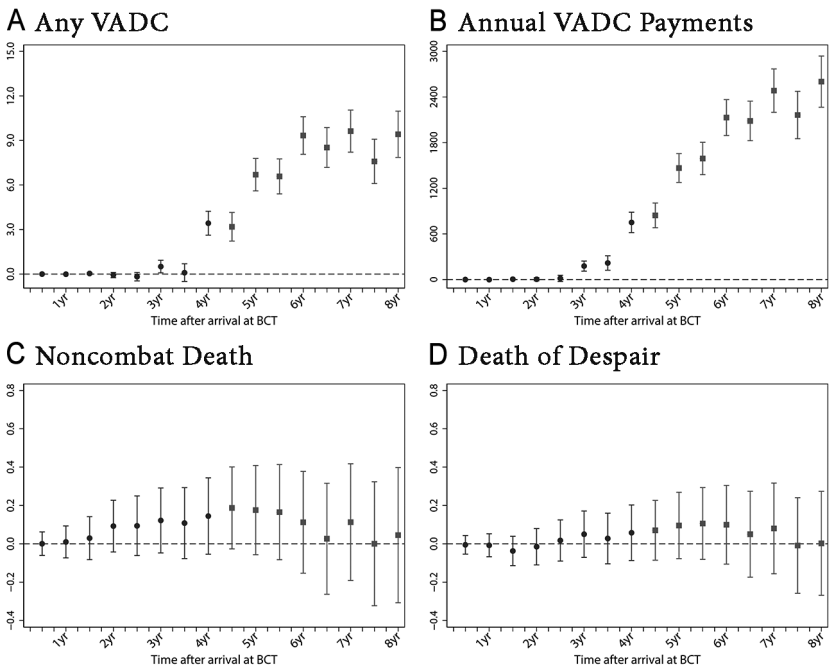 A Any VADC
15.0
12.0
9.0
6.0
3.0
0.0
1yr 2yr 3yr 4yr 5yr 6yr 7yr 8yr
Time after arrival at BCT
B Annual VADC Payments
3000
2400
1800
1200
600
0
1yr 2yr 3yr 4yr 5yr 6yr 7yr 8yr
Time after arrival at BCT
C Noncombat Death
0.8
0.6
0.4
0.2
0.0
−0.2
−0.4
1yr 2yr 3yr 4yr 5yr 6yr 7yr 8yr
Time after arrival at BCT
D Death of Despair
0.8
0.6
0.4
0.2
0.0
−0.2
−0.4
1yr 2yr 3yr 4yr 5yr 6yr 7yr 8yr
Time after arrival at BCT